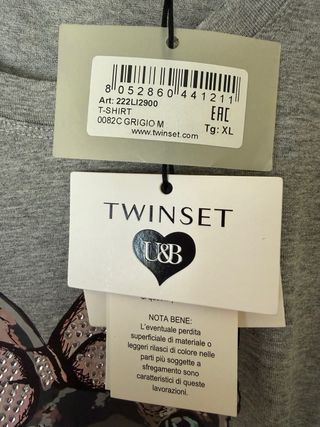 8 052860 441211
Art: 222LI2900
T-SHIRT
0082C GRIGIO M
www.twinset.com
EAC
Tg: XL
TWINSET
U&B
NOTA BENE:
L'eventuale perdita
superficiale di materiale o
leggeri rilasci di colore nelle
parti più soggette a
sfregamento sono
caratteristici di queste
lavorazioni.